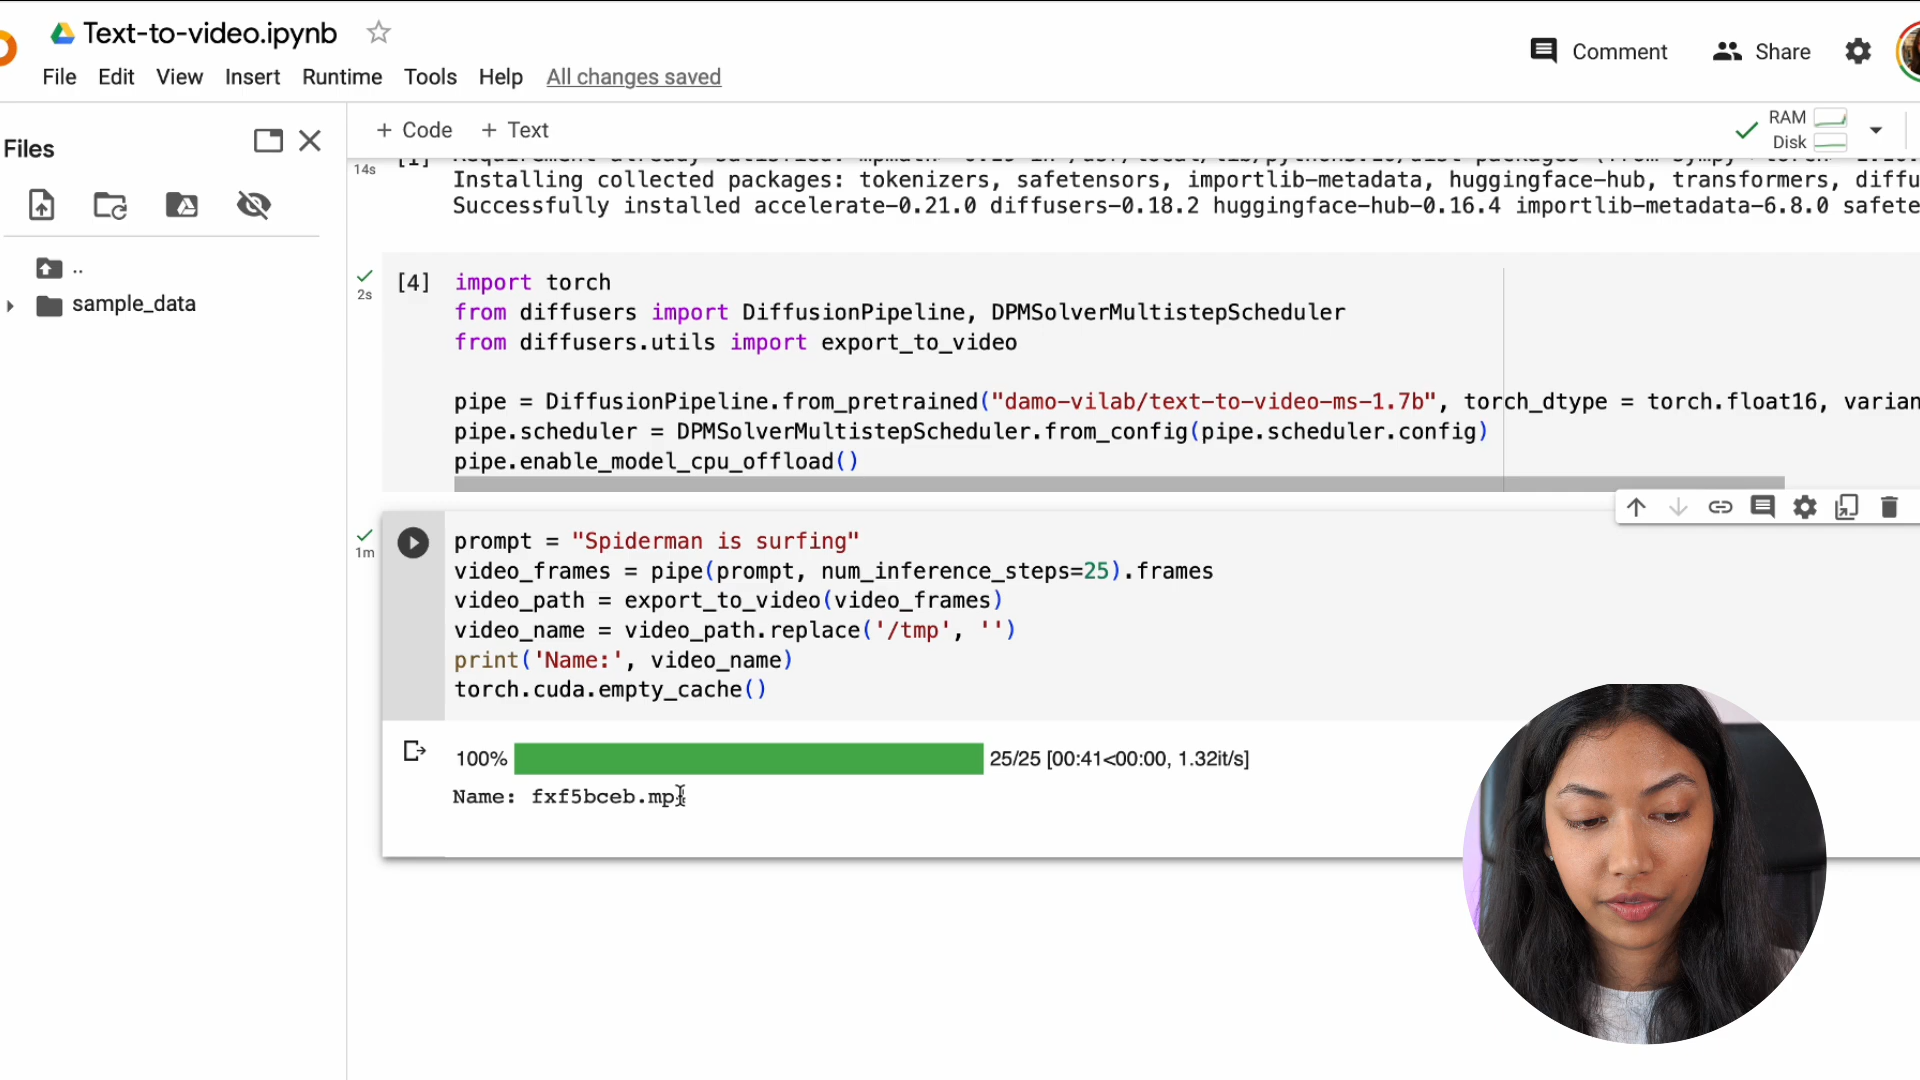 Text-to-video.ipynb
File Edit View Insert Runtime Tools Help All changes saved
Comment Share
Files
+ Code + Text
RAM
Disk
..
sample_data
14s
Installing collected packages: tokenizers, safetensors, importlib-metadata, huggingface-hub, transformers, diffu
Successfully installed accelerate-0.21.0 diffusers-0.18.2 huggingface-hub-0.16.4 importlib-metadata-6.8.0 safete
2s
[4] import torch
from diffusers import DiffusionPipeline, DPMSolverMultistepScheduler
from diffusers.utils import export_to_video
pipe = DiffusionPipeline.from_pretrained("damo-vilab/text-to-video-ms-1.7b", torch_dtype = torch.float16, varian
pipe.scheduler = DPMSolverMultistepScheduler.from_config(pipe.scheduler.config)
pipe.enable_model_cpu_offload()
1m
prompt = "Spiderman is surfing"
video_frames = pipe(prompt, num_inference_steps=25).frames
video_path = export_to_video(video_frames)
video_name = video_path.replace('/tmp', '')
print('Name:', video_name)
torch.cuda.empty_cache()
100% 25/25 [00:41<00:00, 1.32it/s]
Name: fxf5bceb.mp